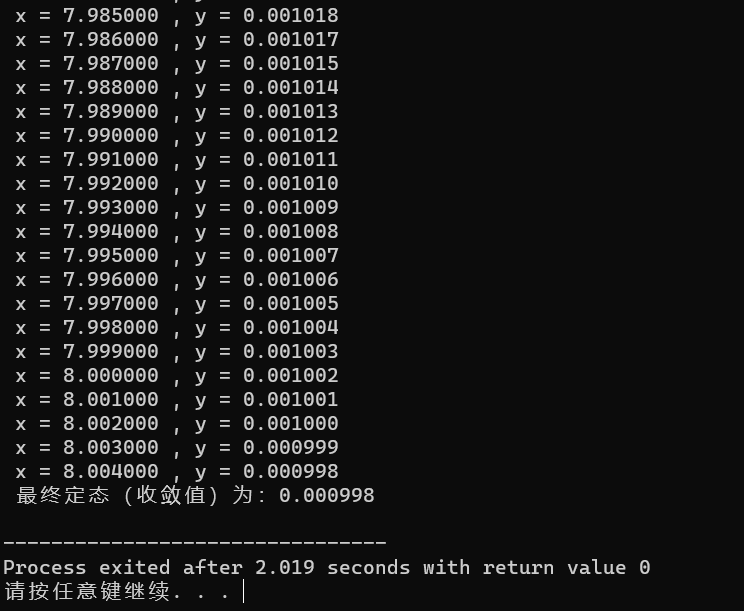 x = 7.985000 , y = 0.001018
x = 7.986000 , y = 0.001017
x = 7.987000 , y = 0.001015
x = 7.988000 , y = 0.001014
x = 7.989000 , y = 0.001013
x = 7.990000 , y = 0.001012
x = 7.991000 , y = 0.001011
x = 7.992000 , y = 0.001010
x = 7.993000 , y = 0.001009
x = 7.994000 , y = 0.001008
x = 7.995000 , y = 0.001007
x = 7.996000 , y = 0.001006
x = 7.997000 , y = 0.001005
x = 7.998000 , y = 0.001004
x = 7.999000 , y = 0.001003
x = 8.000000 , y = 0.001002
x = 8.001000 , y = 0.001001
x = 8.002000 , y = 0.001000
x = 8.003000 , y = 0.000999
x = 8.004000 , y = 0.000998
最终定态（收敛值）为：0.000998
--------------------------------
Process exited after 2.019 seconds with return value 0
请按任意键继续. . .